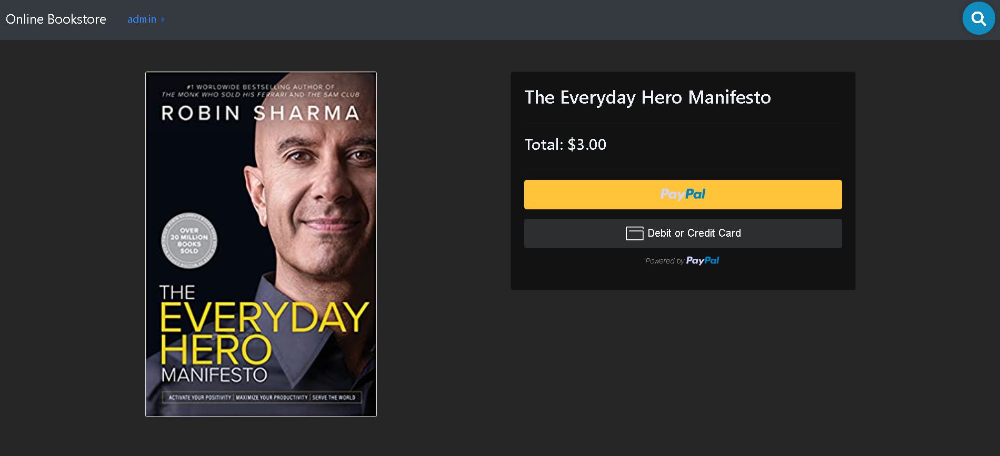 Online Bookstore
admin
#1 WORLDWIDE BESTSELLING AUTHOR OF
THE MONK WHO SOLD HIS FERRARI AND THE 5AM CLUB
ROBIN SHARMA
OVER
20 MILLION
BOOKS
SOLD
THE
EVERYDAY
HERO
MANIFESTO
ACTIVATE YOUR POSITIVITY | MAXIMIZE YOUR PRODUCTIVITY | SERVE THE WORLD
The Everyday Hero Manifesto
Total: $3.00
PayPal
Debit or Credit Card
Powered by PayPal